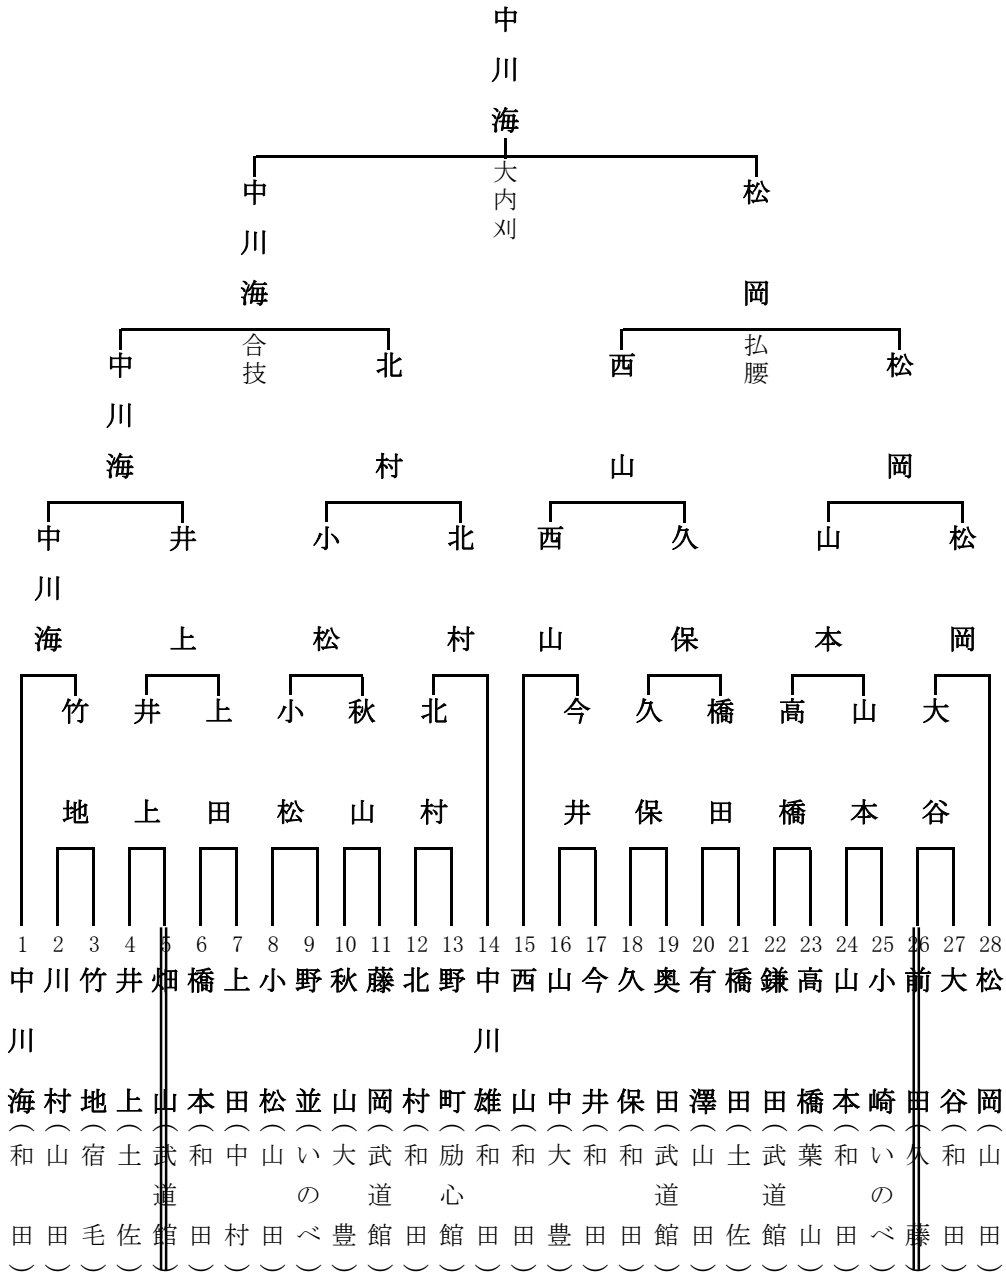 中川海
大内刈
中川海
松岡
合技
払腰
中川海
北村
西山
松岡
中川海
井上
小松
北村
西山
久保
山本
松岡
竹地
井上
上田
小松
秋山
北村
今井
久保
橋田
高橋
山本
大谷
1 中川海(和田)
2 川村(山田)
3 竹地(宿毛)
4 井上(土佐)
5 畑山(武道館)
6 橋本(和田)
7 上田(中村)
8 小松(山田)
9 野並(いのべ)
10 秋山(大豊)
11 藤岡(武道館)
12 北村(和田)
13 野町(励心館)
14 中川雄(和田)
15 西山(和田)
16 山中(大豊)
17 今井(和田)
18 久保(和田)
19 奥田(武道館)
20 有澤(山田)
21 橋田(土佐)
22 鎌田(武道館)
23 高橋(葉山)
24 山本(和田)
25 小崎(いのべ)
26 前田(久藤)
27 大谷(和田)
28 松岡(山田)